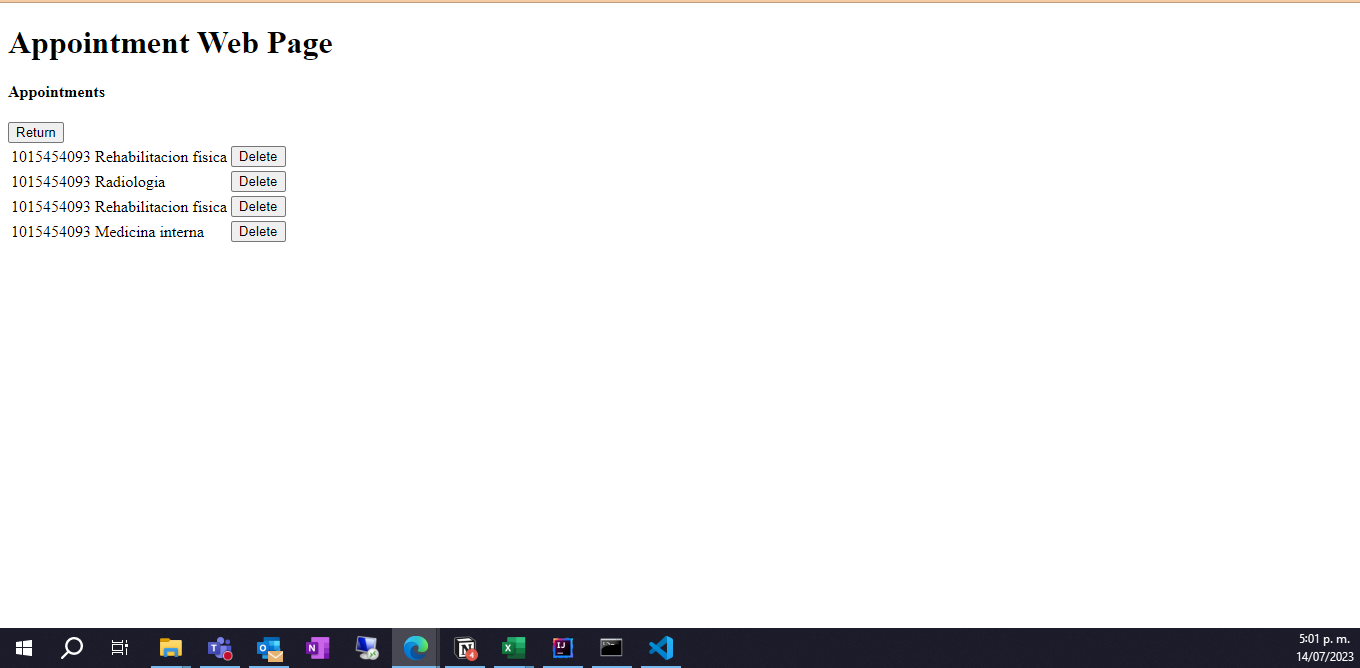 Appointment Web Page
Appointments
Return
1015454093 Rehabilitacion fisica Delete
1015454093 Radiologia Delete
1015454093 Rehabilitacion fisica Delete
1015454093 Medicina interna Delete
5:01 p. m.
14/07/2023